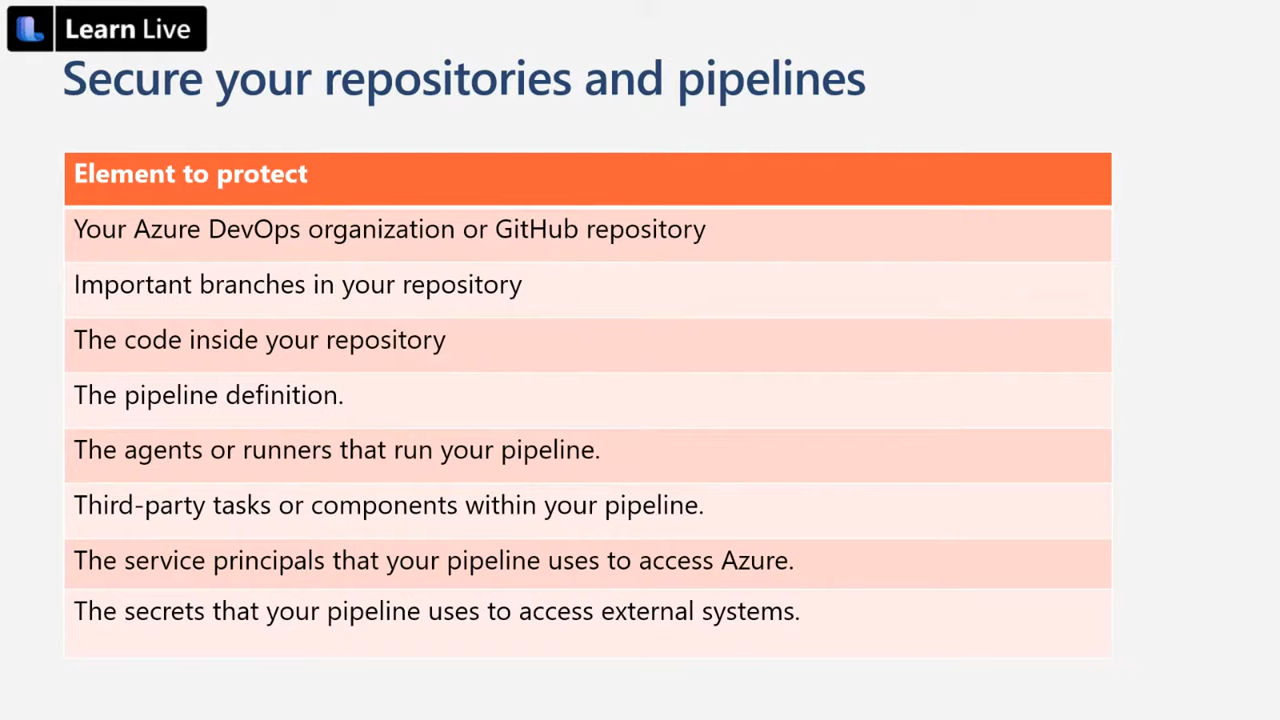 Learn Live
Secure your repositories and pipelines
Element to protect
Your Azure DevOps organization or GitHub repository
Important branches in your repository
The code inside your repository
The pipeline definition.
The agents or runners that run your pipeline.
Third-party tasks or components within your pipeline.
The service principals that your pipeline uses to access Azure.
The secrets that your pipeline uses to access external systems.